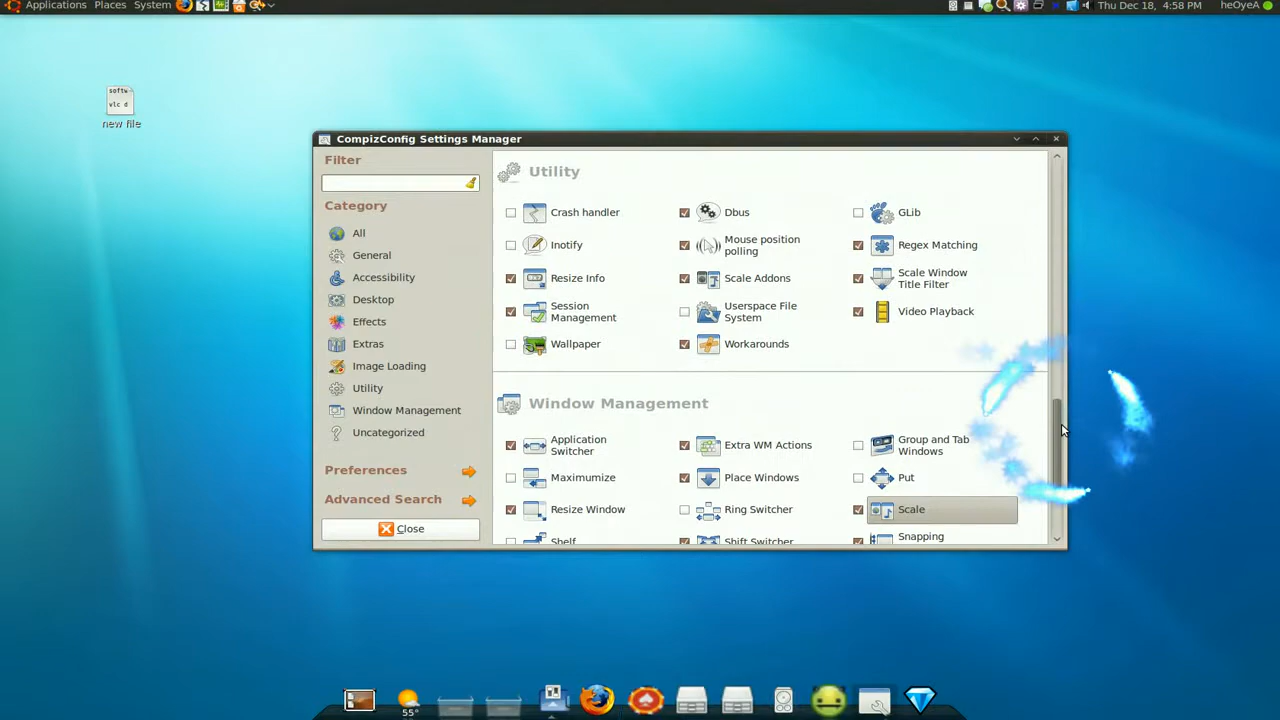 Applications Places System
Thu Dec 18, 4:58 PM heOyeA
softw
vlc d
new file
CompizConfig Settings Manager
Filter
Category
All
General
Accessibility
Desktop
Effects
Extras
Image Loading
Utility
Window Management
Uncategorized
Preferences
Advanced Search
Close
Utility
Crash handler
Dbus
GLib
Inotify
Mouse position
polling
Regex Matching
Resize Info
Scale Addons
Scale Window
Title Filter
Session
Management
Userspace File
System
Video Playback
Wallpaper
Workarounds
Window Management
Application
Switcher
Extra WM Actions
Group and Tab
Windows
Maximumize
Place Windows
Put
Resize Window
Ring Switcher
Scale
Shelf
Shift Switcher
Snapping
55°